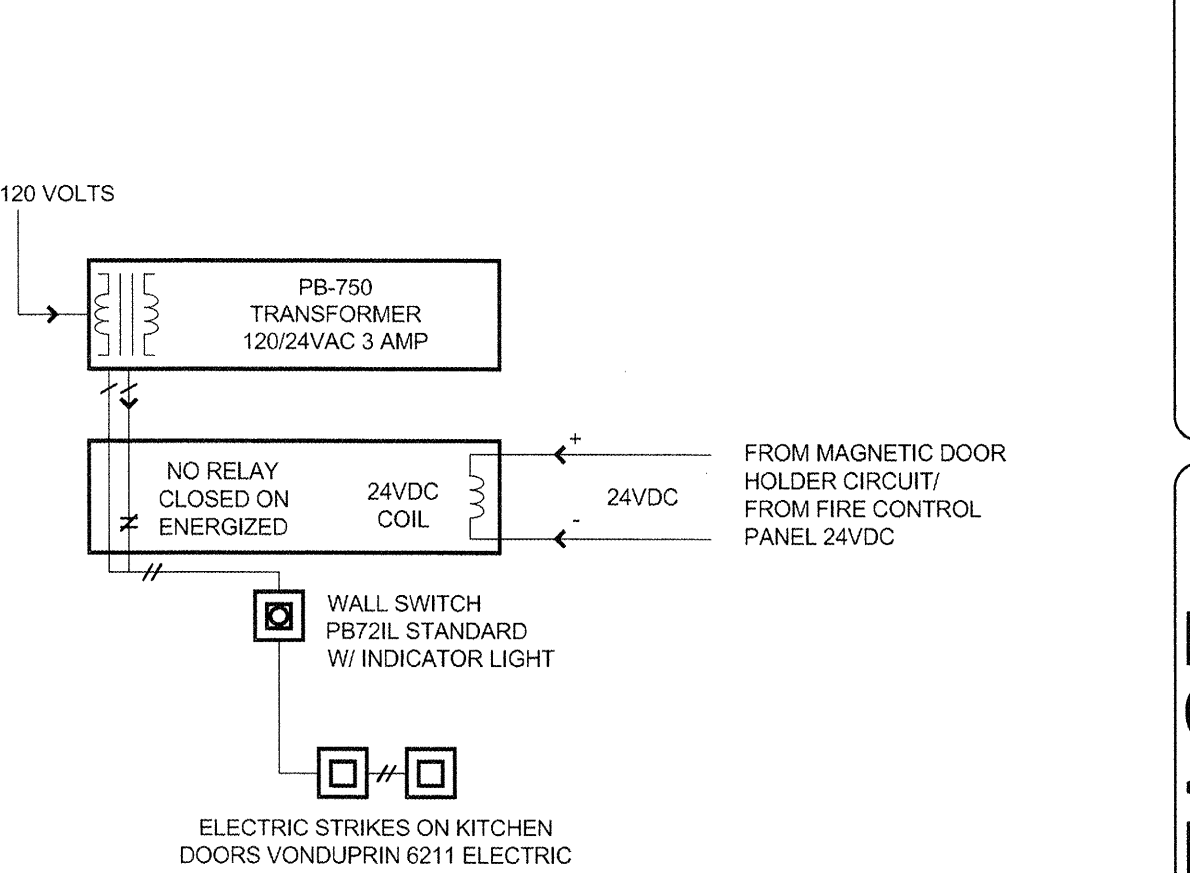 120 VOLTS
PB-750
TRANSFORMER
120/24VAC 3 AMP
NO RELAY
CLOSED ON
ENERGIZED
24VDC
COIL
+
24VDC
-
FROM MAGNETIC DOOR
HOLDER CIRCUIT/
FROM FIRE CONTROL
PANEL 24VDC
WALL SWITCH
PB72IL STANDARD
W/ INDICATOR LIGHT
ELECTRIC STRIKES ON KITCHEN
DOORS VONDUPRIN 6211 ELECTRIC